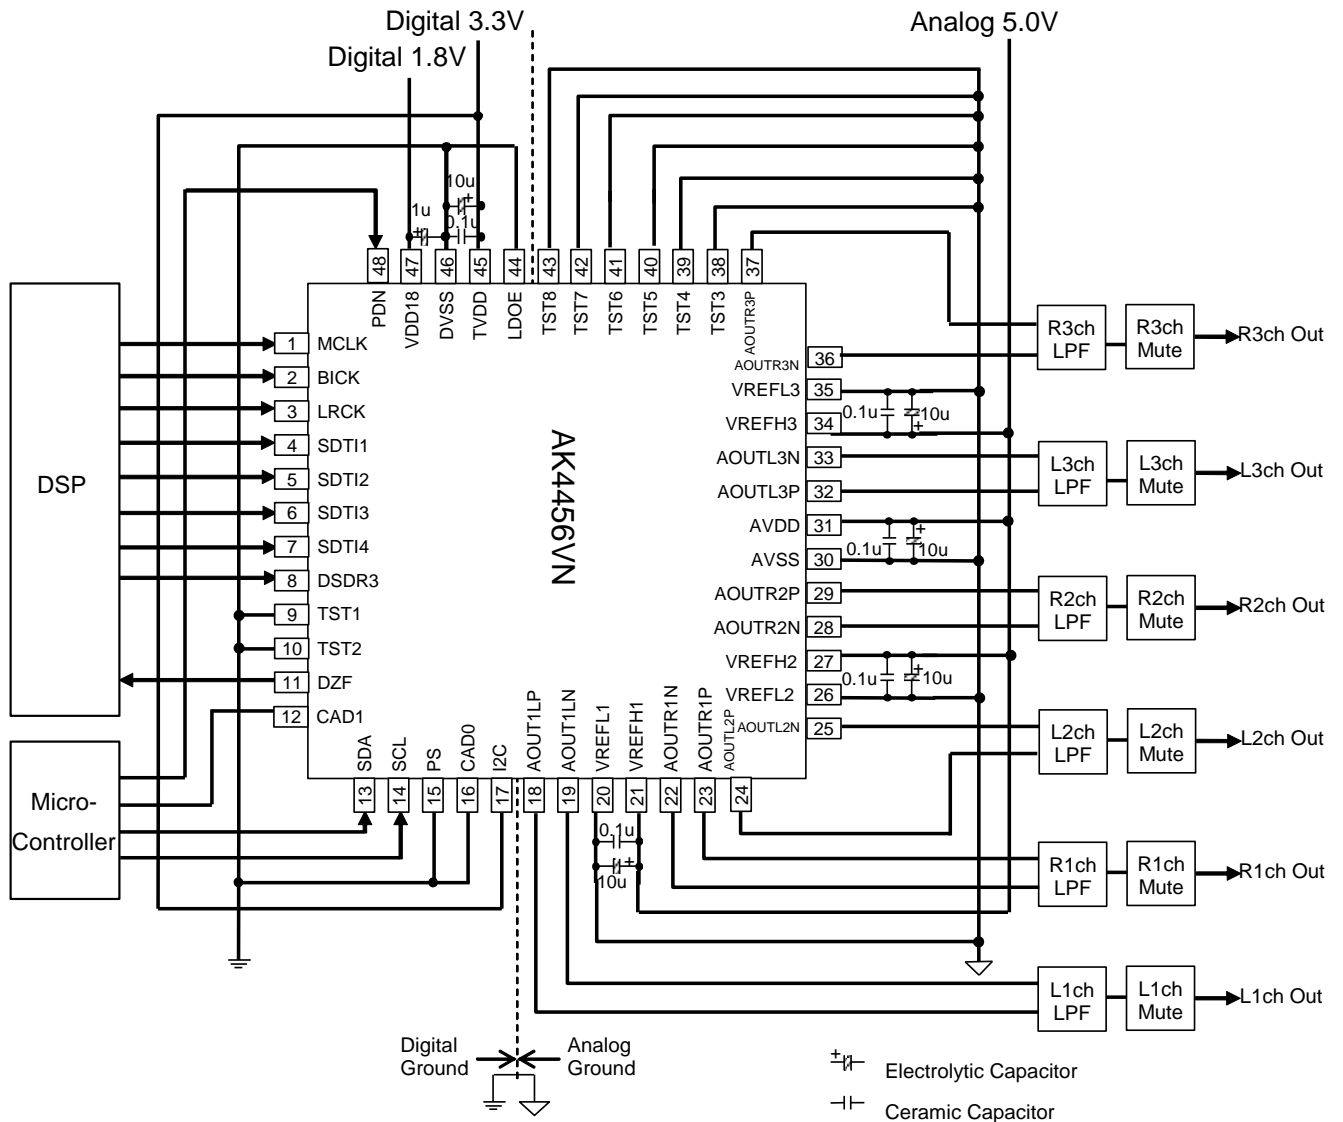 Digital 3.3V
Digital 1.8V
Analog 5.0V
10u
1u
0.1u
48
47
46
45
44
43
42
41
40
39
38
37
PDN
VDD18
DVSS
TVDD
LDOE
TST8
TST7
TST6
TST5
TST4
TST3
AOUTR3P
DSP
1 MCLK
2 BICK
3 LRCK
4 SDTI1
5 SDTI2
6 SDTI3
7 SDTI4
8 DSDR3
9 TST1
10 TST2
11 DZF
12 CAD1
AK4456VN
AOUTR3N 36
VREFL3 35
VREFH3 34
AOUTL3N 33
AOUTL3P 32
AVDD 31
AVSS 30
AOUTR2P 29
AOUTR2N 28
VREFH2 27
VREFL2 26
AOUTL2N 25
0.1u
10u
0.1u
10u
0.1u
10u
R3ch
LPF
R3ch
Mute
R3ch Out
L3ch
LPF
L3ch
Mute
L3ch Out
R2ch
LPF
R2ch
Mute
R2ch Out
L2ch
LPF
L2ch
Mute
L2ch Out
R1ch
LPF
R1ch
Mute
R1ch Out
L1ch
LPF
L1ch
Mute
L1ch Out
Micro-
Controller
SDA
SCL
PS
CAD0
I2C
AOUT1LP
AOUT1LN
VREFL1
VREFH1
AOUTR1N
AOUTR1P
AOUTL2P
13
14
15
16
17
18
19
20
21
22
23
24
0.1u
10u
Digital
Ground
Analog
Ground
Electrolytic Capacitor
Ceramic Capacitor